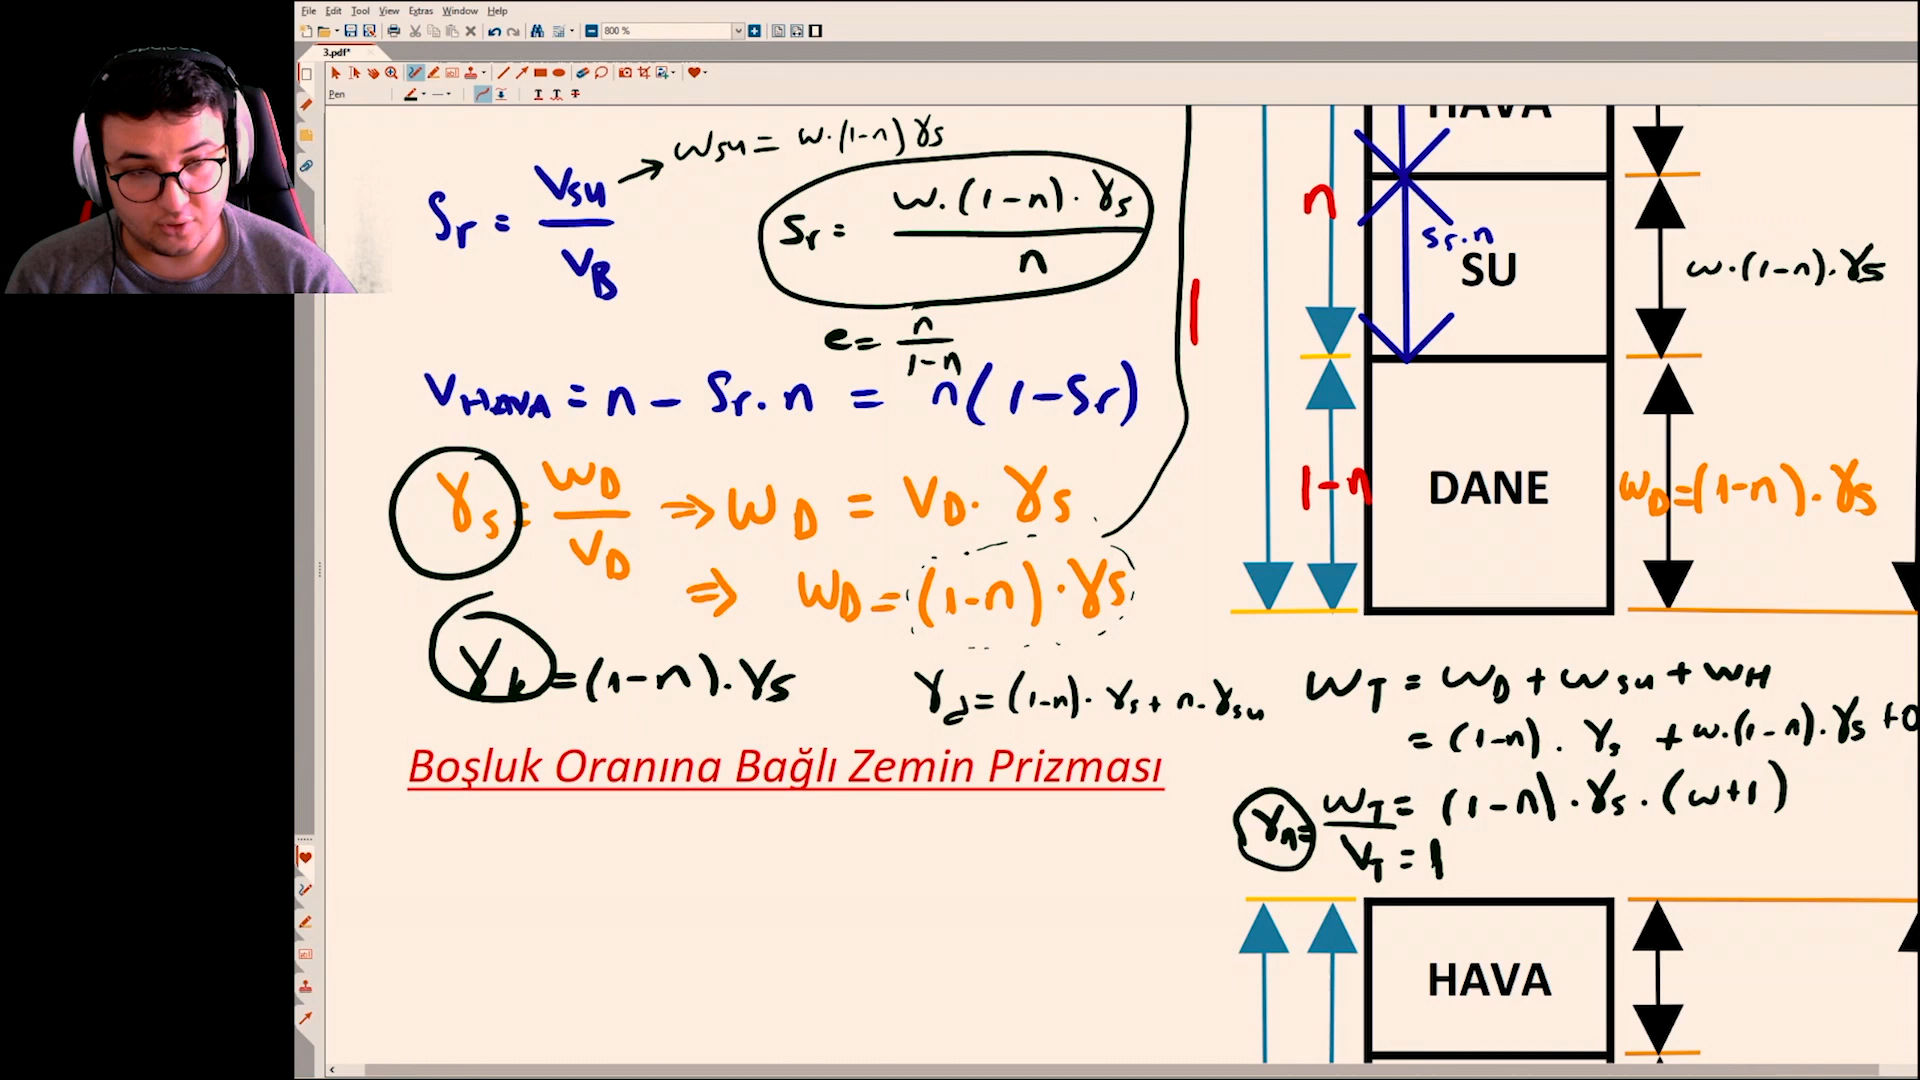 File Edit Tool View Extras Window Help
800 %
3.pdf*
Pen
Wsu = w.(1-n)γs
Sr = Vsu / VB
Sr = w.(1-n).γs / n
e = n / 1-n
VHAVA = n - Sr.n = n(1-Sr)
γs = WD / VD ⇒ WD = VD.γs
⇒ WD = (1-n).γs
γk = (1-n).γs
γd = (1-n).γs + n.γsu
Boşluk Oranına Bağlı Zemin Prizması
HAVA
n
Sr.n
SU
w.(1-n).γs
1
1-n
DANE
WD = (1-n).γs
WT = WD + Wsu + WH
= (1-n).γs + w.(1-n).γs + 0
γn = WT / VT = (1-n).γs.(w+1)
VT = 1
HAVA